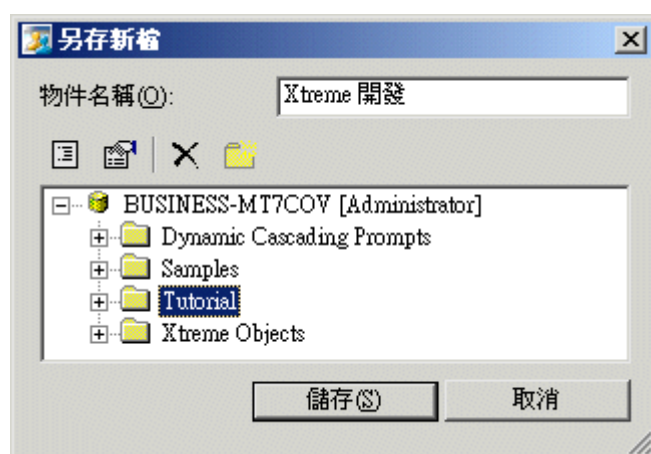 另存新檔
物件名稱(O): Xtreme 開發
BUSINESS-MT7COV [Administrator]
Dynamic Cascading Prompts
Samples
Tutorial
Xtreme Objects
儲存(S) 取消